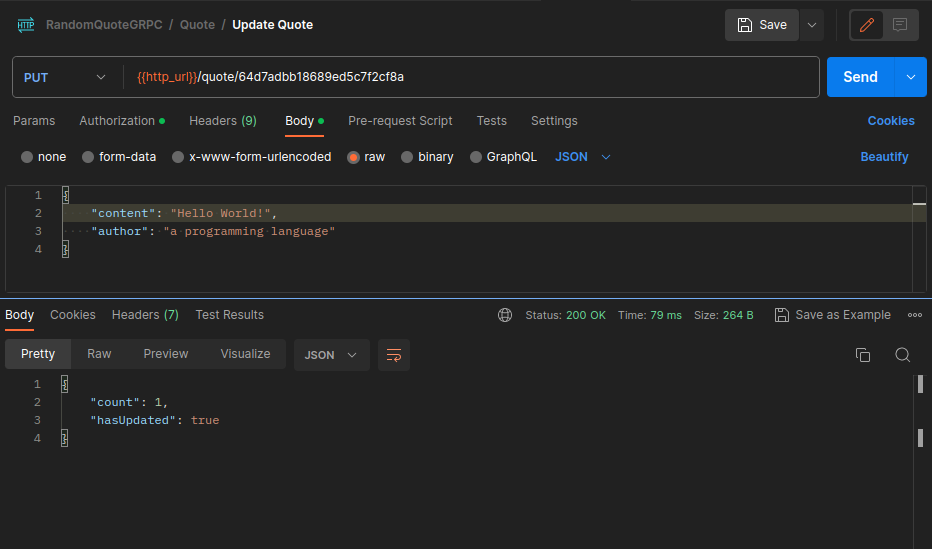 HTTP RandomQuoteGRPC / Quote / Update Quote Save
PUT {{http_url}}/quote/64d7adbb18689ed5c7f2cf8a Send
Params Authorization Headers (9) Body Pre-request Script Tests Settings Cookies
none form-data x-www-form-urlencoded raw binary GraphQL JSON Beautify
1 {
2 "content": "Hello World!",
3 "author": "a programming language"
4 }
Body Cookies Headers (7) Test Results Status: 200 OK Time: 79 ms Size: 264 B Save as Example
Pretty Raw Preview Visualize JSON
1 {
2 "count": 1,
3 "hasUpdated": true
4 }